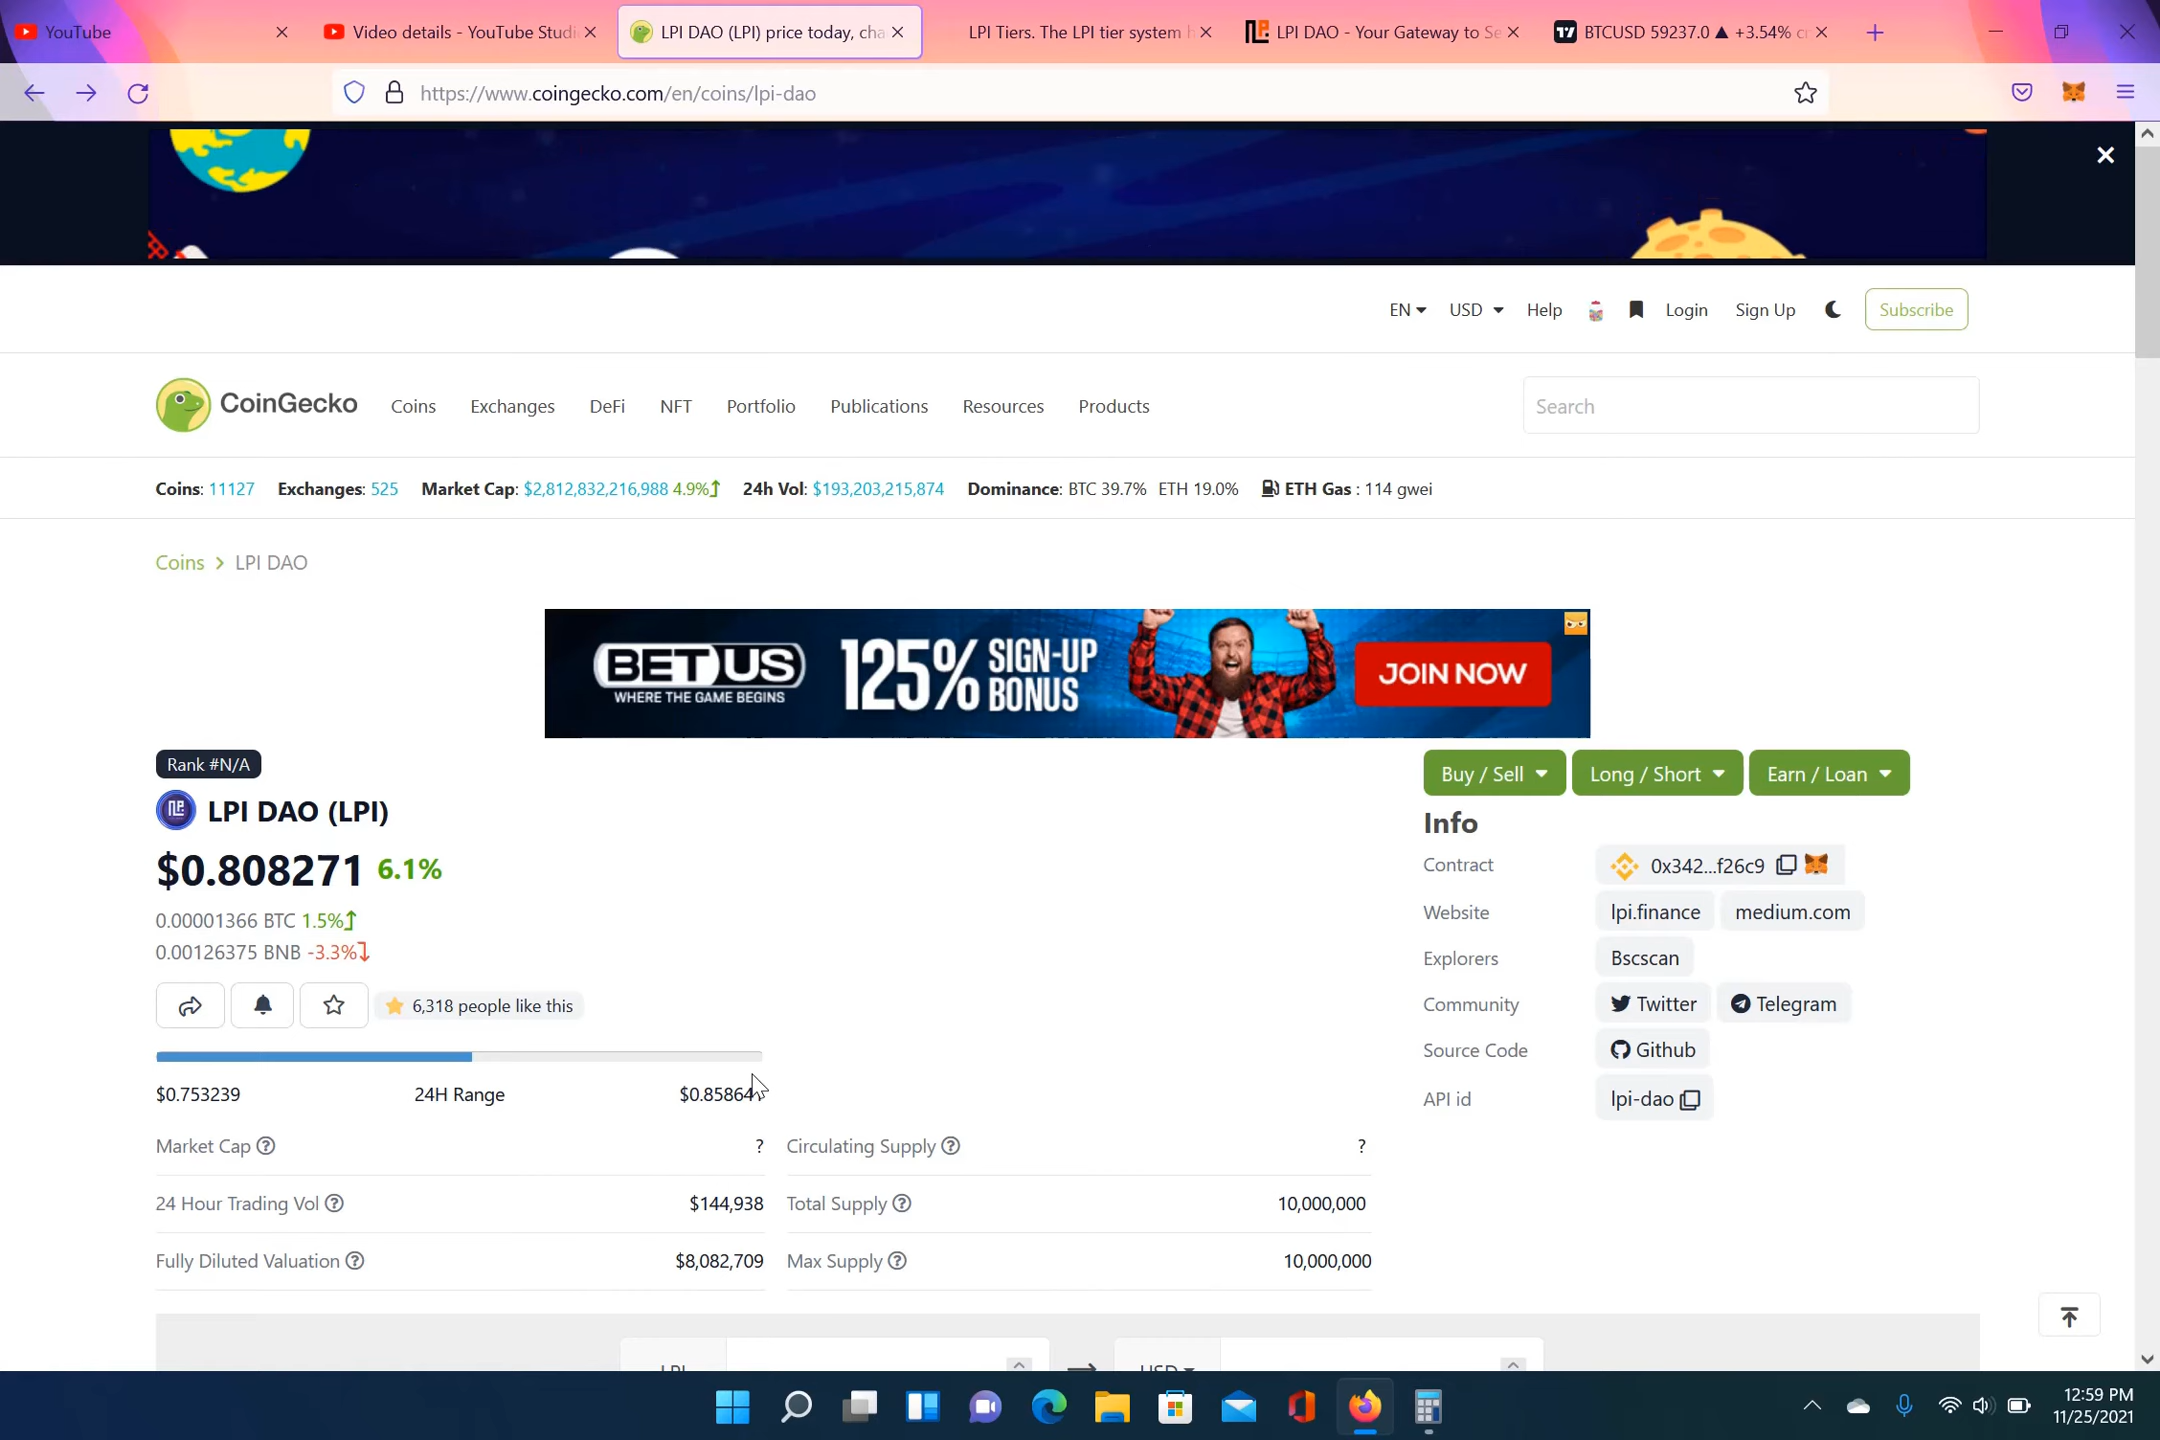 YouTube
Video details - YouTube Studi
LPI DAO (LPI) price today, cha
LPI Tiers. The LPI tier system h
LPI DAO - Your Gateway to Se
BTCUSD 59237.0 ▲ +3.54%
https://www.coingecko.com/en/coins/lpi-dao
EN USD Help Login Sign Up Subscribe
CoinGecko Coins Exchanges DeFi NFT Portfolio Publications Resources Products Search
Coins: 11127 Exchanges: 525 Market Cap: $2,812,832,216,988 4.9% 24h Vol: $193,203,215,874 Dominance: BTC 39.7% ETH 19.0% ETH Gas : 114 gwei
Coins > LPI DAO
BETUS
WHERE THE GAME BEGINS
125% SIGN-UP
BONUS
JOIN NOW
Rank #N/A
LPI DAO (LPI)
$0.808271 6.1%
0.00001366 BTC 1.5%
0.00126375 BNB -3.3%
6,318 people like this
$0.753239 24H Range
Market Cap ?
24 Hour Trading Vol $144,938
Fully Diluted Valuation $8,082,709
Circulating Supply ?
Total Supply 10,000,000
Max Supply 10,000,000
Buy / Sell Long / Short Earn / Loan
Info
Contract 0x342...f26c9
Website lpi.finance medium.com
Explorers Bscscan
Community Twitter Telegram
Source Code Github
API id lpi-dao
LPI USD
12:59 PM
11/25/2021